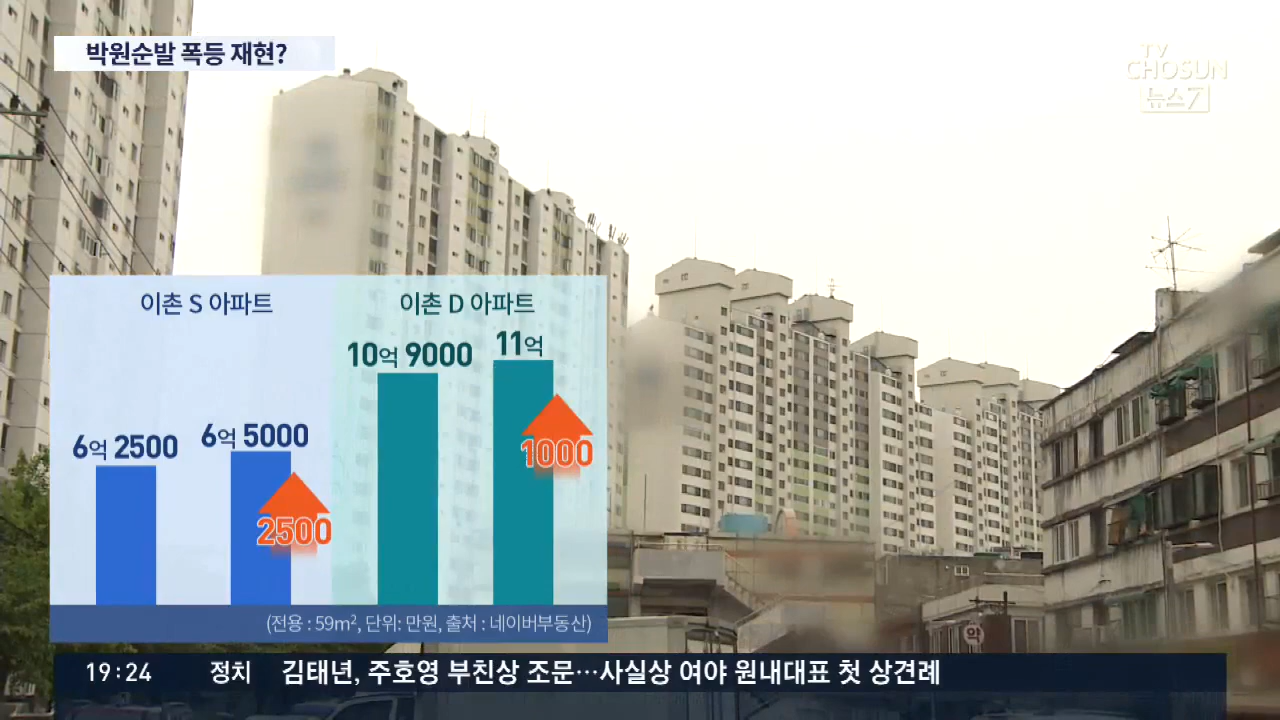 박원순발 폭등 재현?
TV
CHOSUN
뉴스7
이촌 S 아파트
이촌 D 아파트
6억 2500
6억 5000
2500
10억 9000
11억
1000
(전용 : 59m², 단위: 만원, 출처 : 네이버부동산)
약
19:24 정치 김태년, 주호영 부친상 조문…사실상 여야 원내대표 첫 상견례